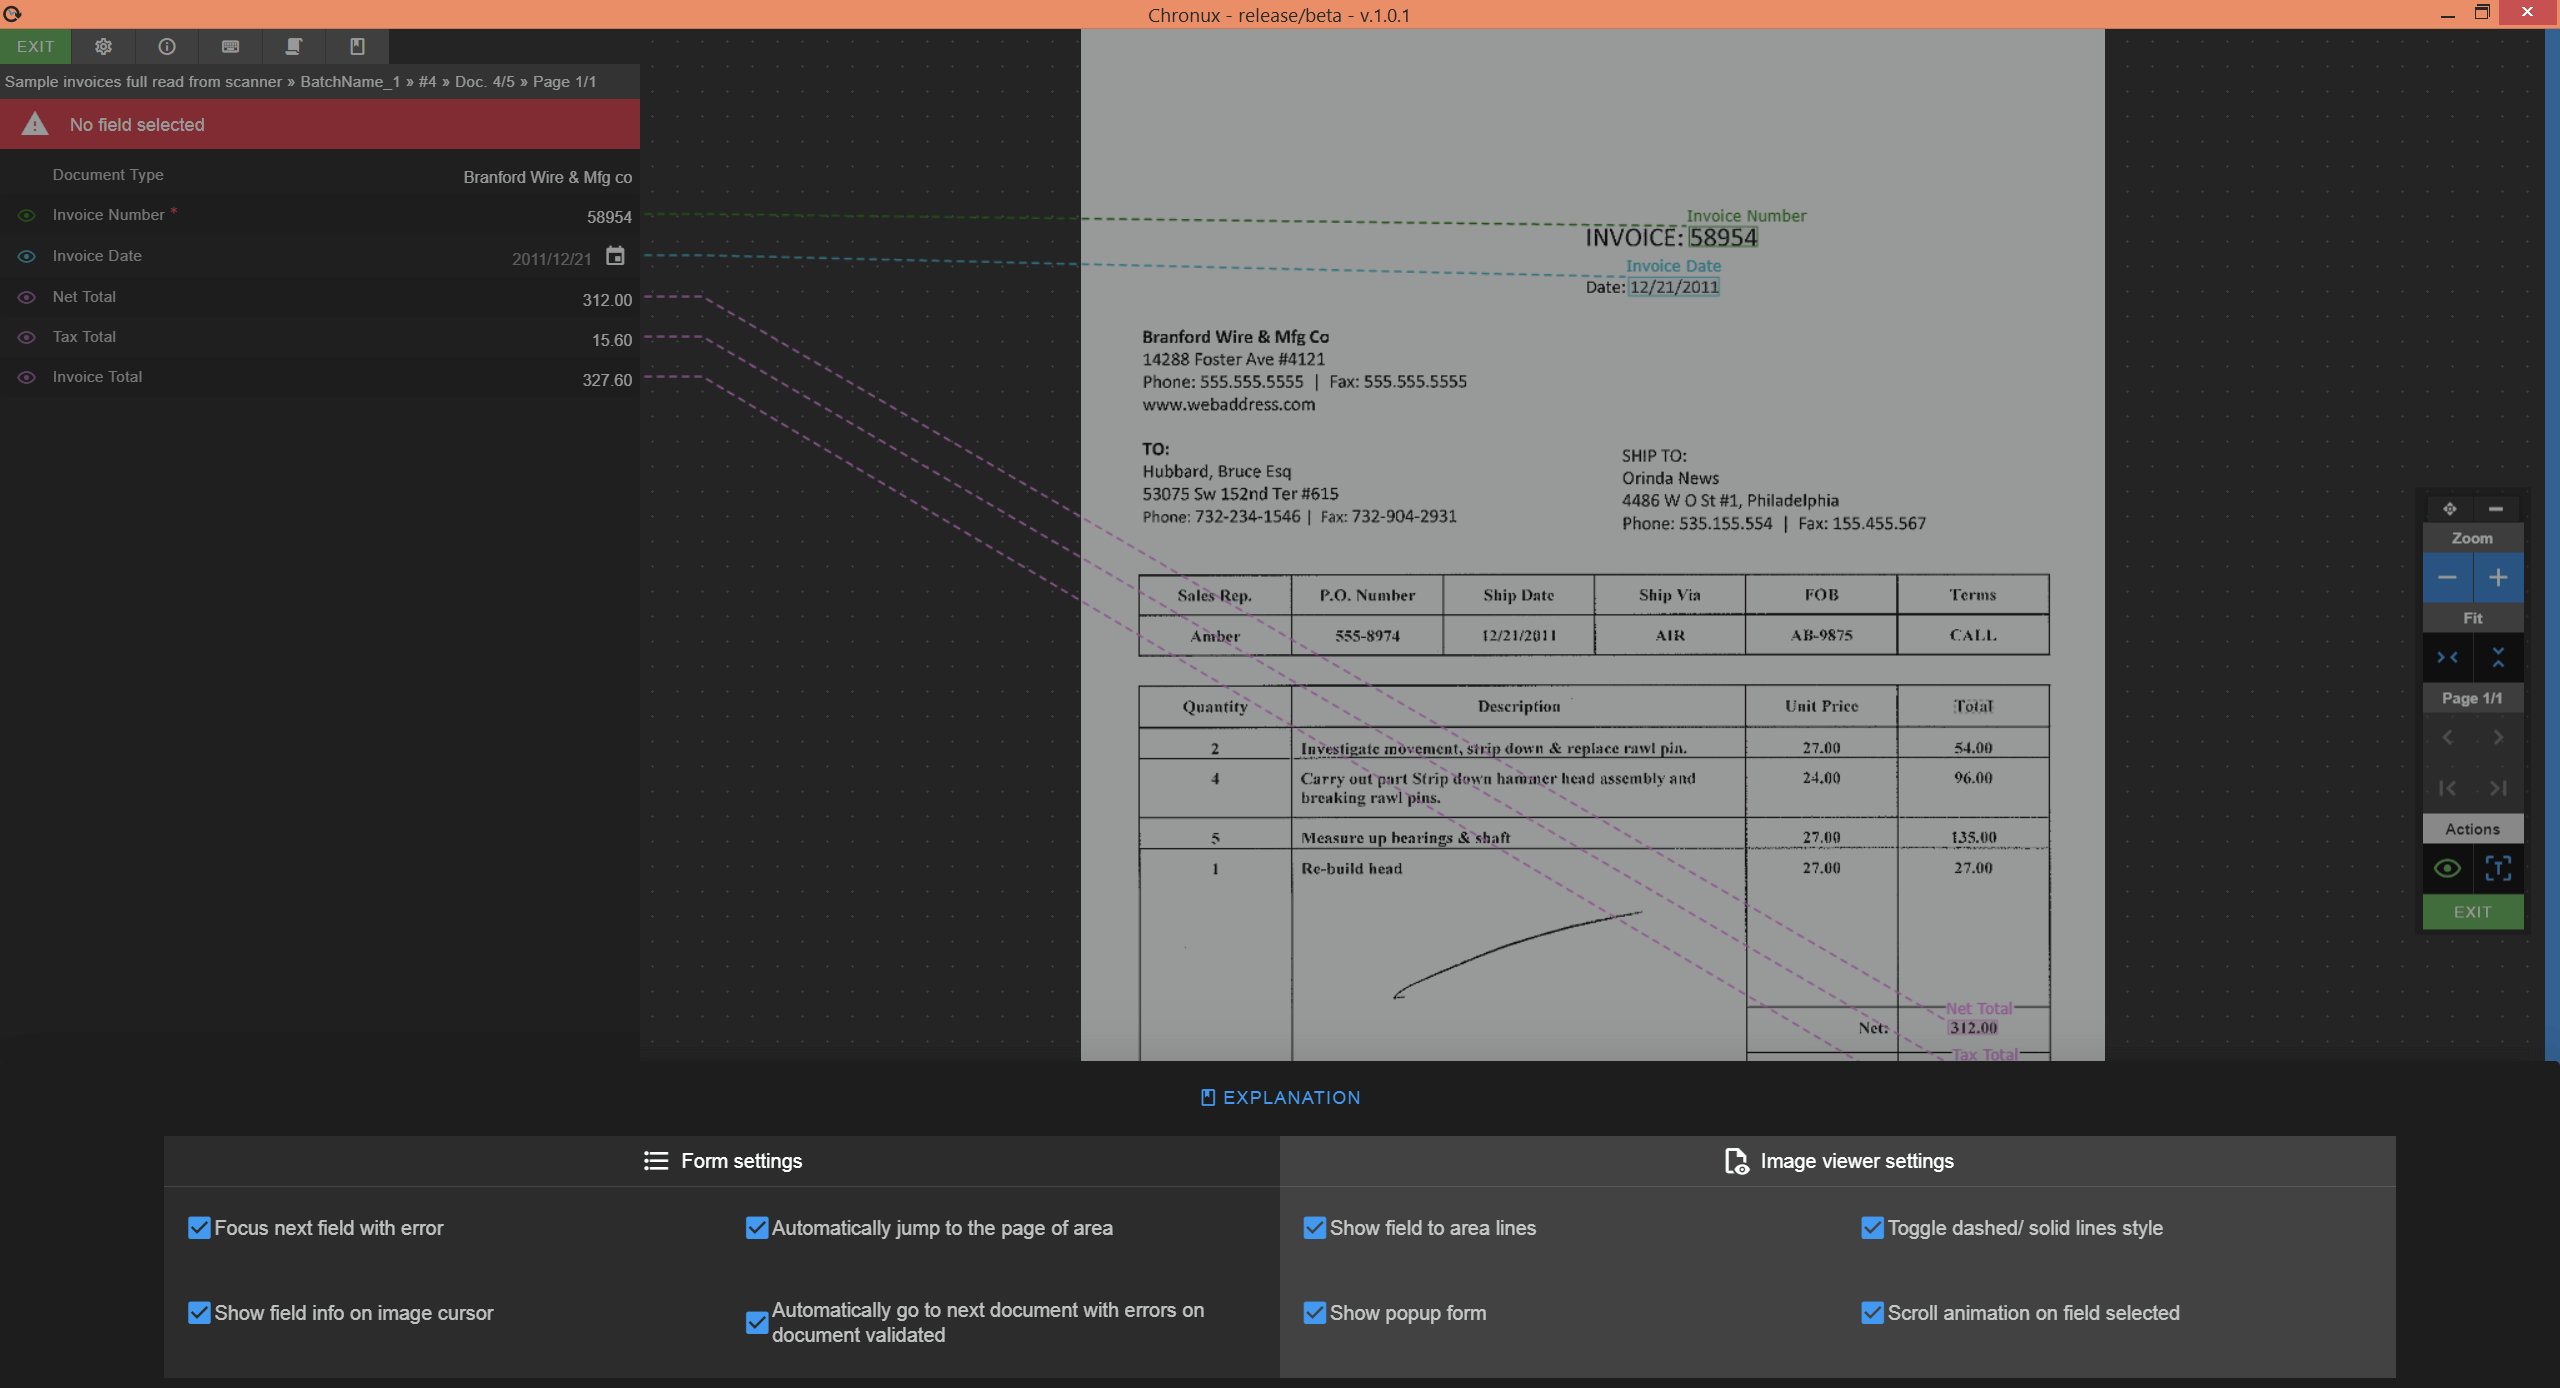 Chronux - release/beta - v.1.0.1
EXIT
Sample invoices full read from scanner » BatchName_1 » #4 » Doc. 4/5 » Page 1/1
No field selected
Document Type Branford Wire & Mfg co
Invoice Number * 58954
Invoice Date 2011/12/21
Net Total 312.00
Tax Total 15.60
Invoice Total 327.60
Invoice Number
INVOICE: 58954
Invoice Date
Date: 12/21/2011
Branford Wire & Mfg Co
14288 Foster Ave #4121
Phone: 555.555.5555 | Fax: 555.555.5555
www.webaddress.com
TO:
Hubbard, Bruce Esq
53075 Sw 152nd Ter #615
Phone: 732-234-1546 | Fax: 732-904-2931
SHIP TO:
Orinda News
4486 W O St #1, Philadelphia
Phone: 535.155.554 | Fax: 155.455.567
Sales Rep. P.O. Number Ship Date Ship Via FOB Terms
Amber 555-8974 12/21/2011 AIR AB-9875 CALL
Quantity Description Unit Price Total
2 Investigate movement, strip down & replace rawl pin. 27.00 54.00
4 Carry out part Strip down hammer head assembly and 24.00 96.00
breaking rawl pins.
5 Measure up bearings & shaft 27.00 135.00
1 Re-build head 27.00 27.00
Net Total
Net: 312.00
Tax Total
Zoom
Fit
Page 1/1
Actions
EXIT
EXPLANATION
Form settings
Focus next field with error
Automatically jump to the page of area
Show field info on image cursor
Automatically go to next document with errors on
document validated
Image viewer settings
Show field to area lines
Toggle dashed/ solid lines style
Show popup form
Scroll animation on field selected